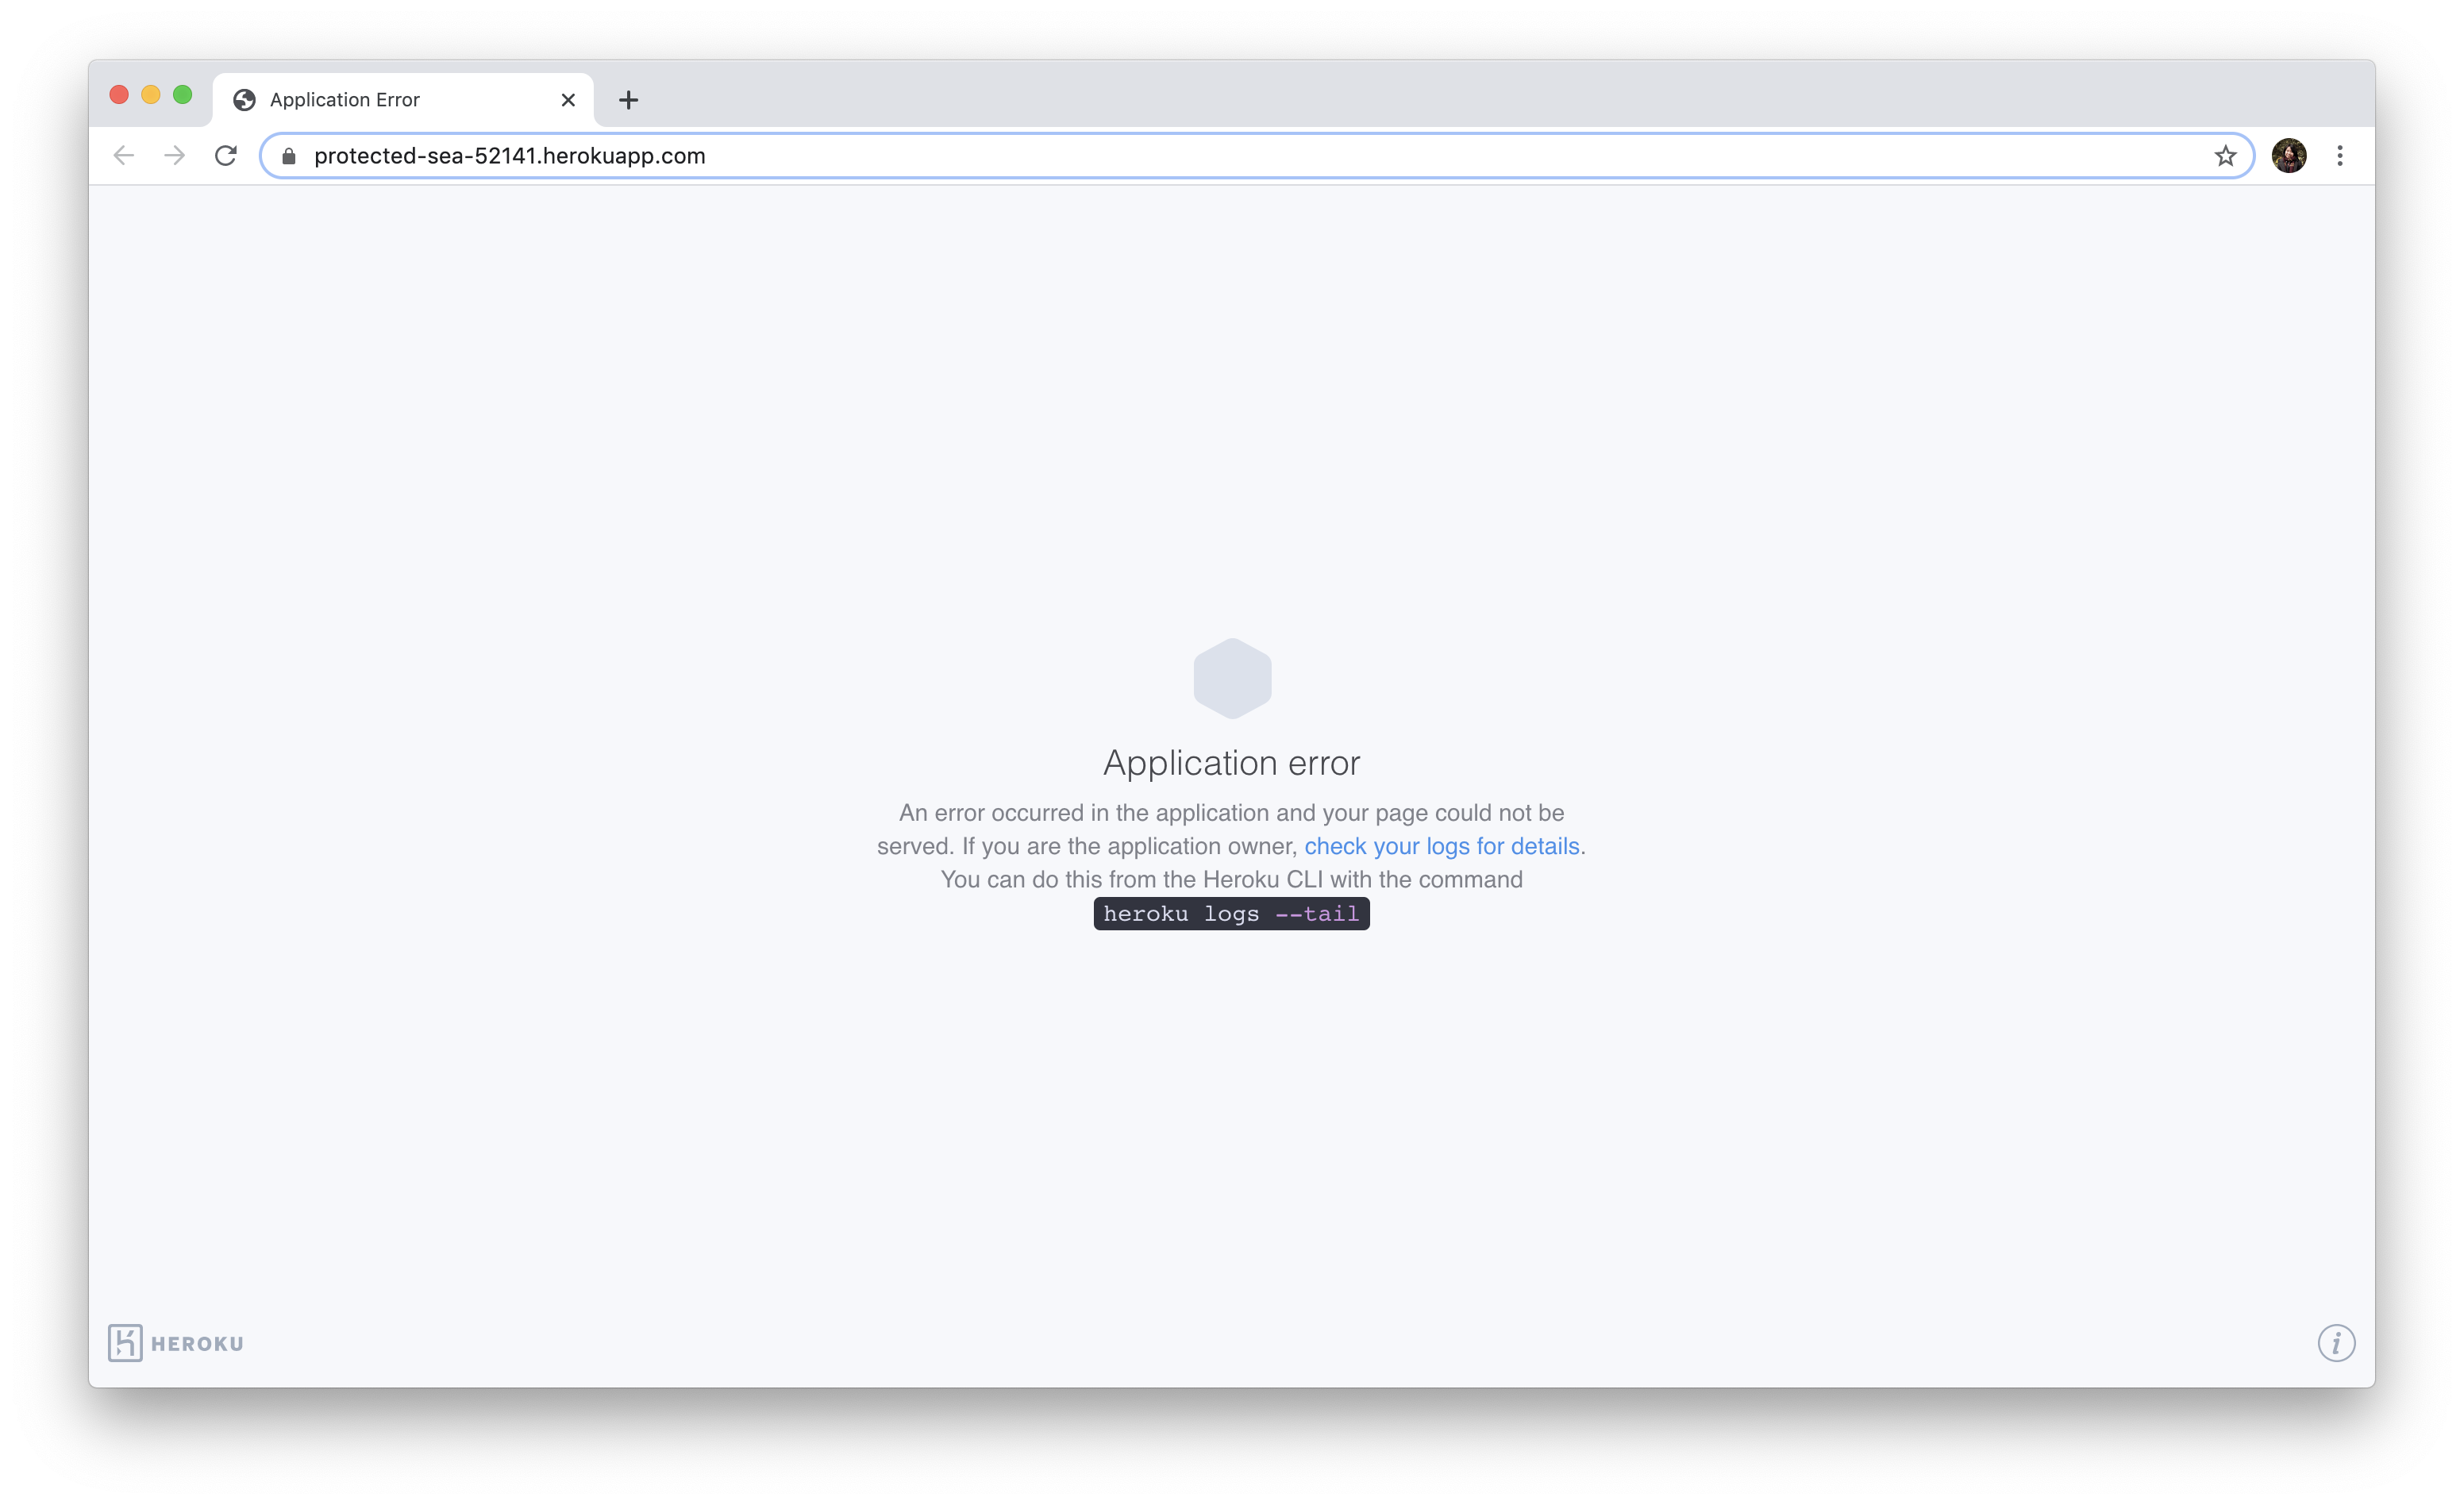 Application Error
protected-sea-52141.herokuapp.com
Application error
An error occurred in the application and your page could not be
served. If you are the application owner, check your logs for details.
You can do this from the Heroku CLI with the command
heroku logs --tail
HEROKU
i